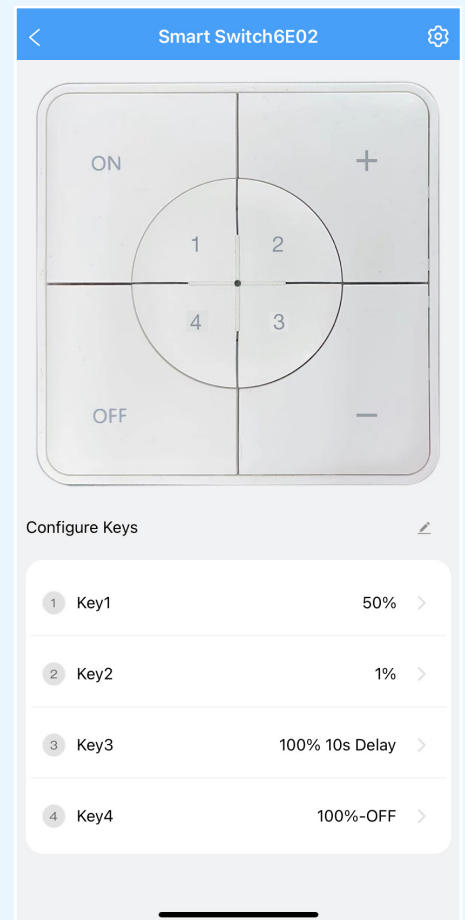 Smart Switch6E02
ON +
1 2
4 3
OFF −
Configure Keys
1 Key1 50%
2 Key2 1%
3 Key3 100% 10s Delay
4 Key4 100%-OFF